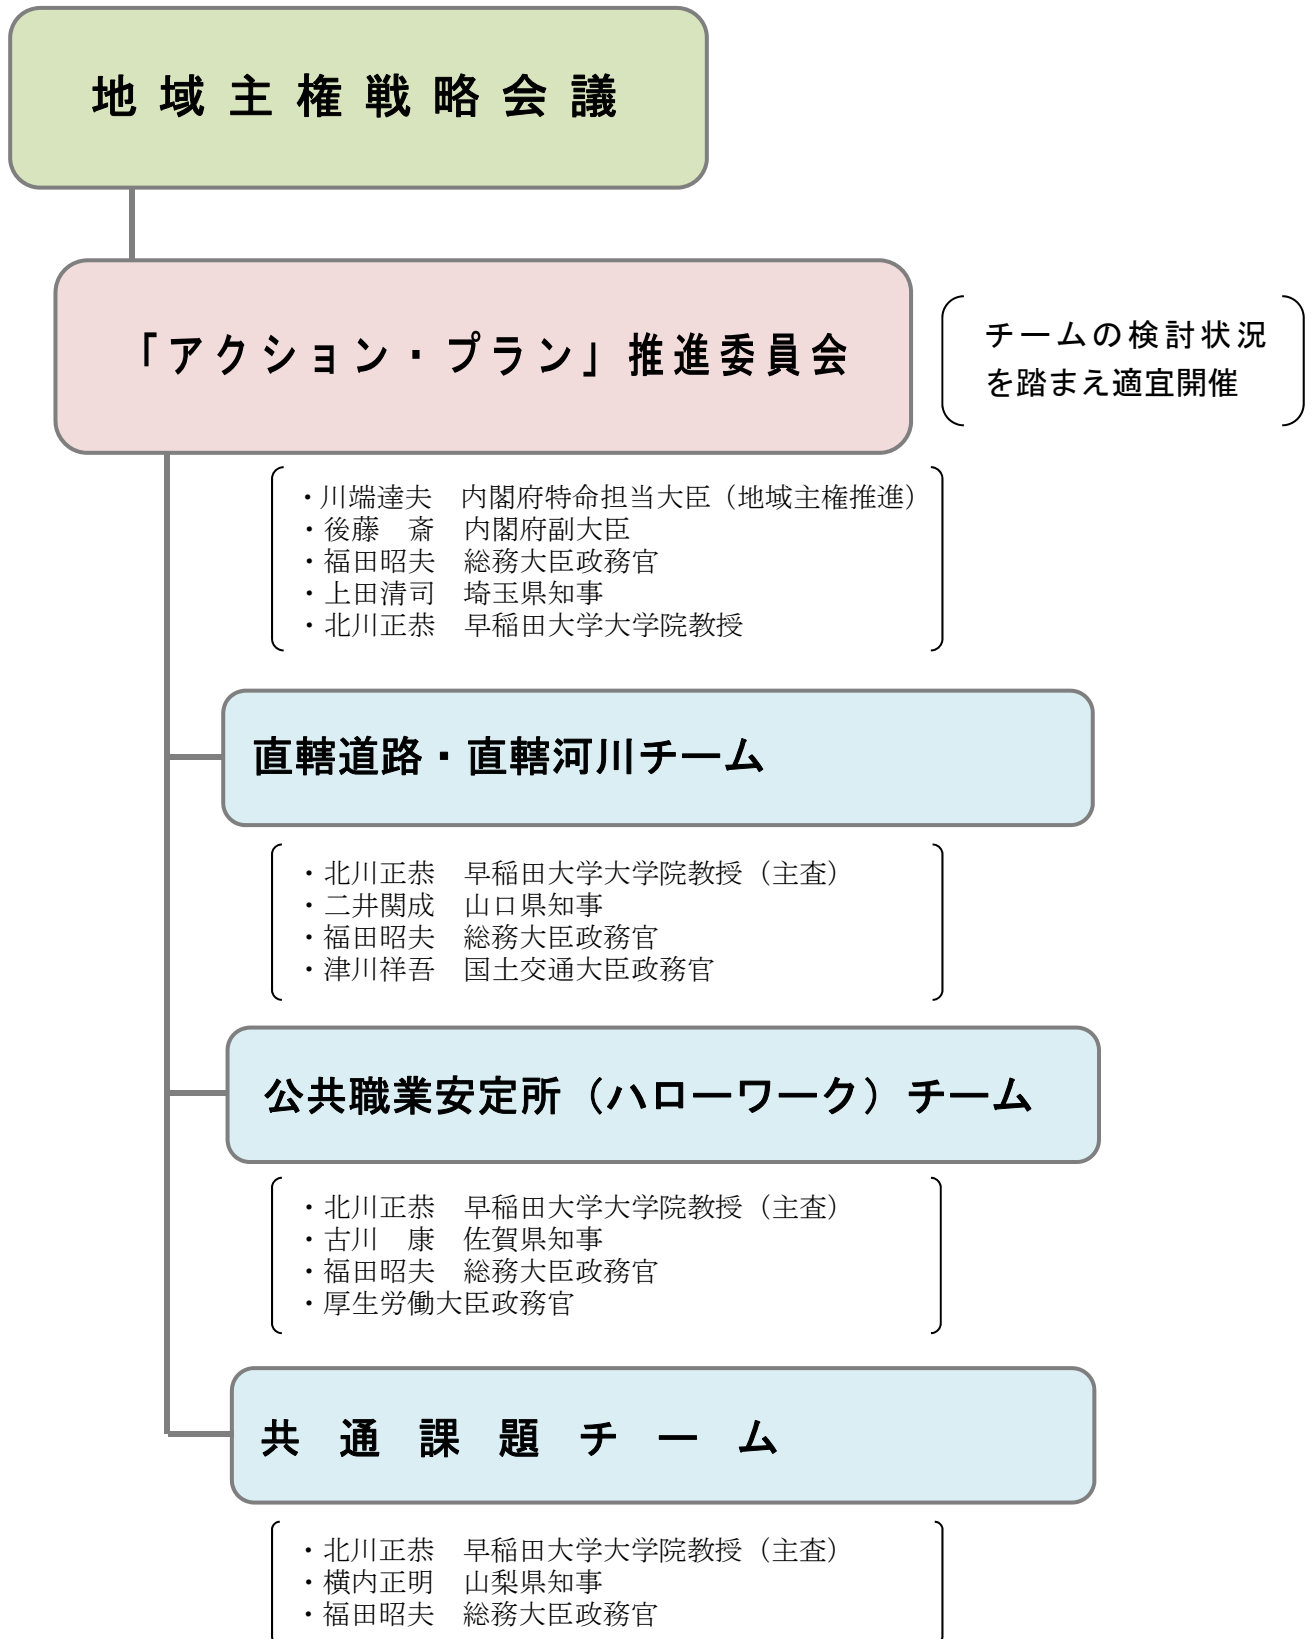 地域主権戦略会議
「アクション・プラン」推進委員会
チームの検討状況
を踏まえ適宜開催
・川端達夫　内閣府特命担当大臣（地域主権推進）
・後藤　斎　内閣府副大臣
・福田昭夫　総務大臣政務官
・上田清司　埼玉県知事
・北川正恭　早稲田大学大学院教授
直轄道路・直轄河川チーム
・北川正恭　早稲田大学大学院教授（主査）
・二井関成　山口県知事
・福田昭夫　総務大臣政務官
・津川祥吾　国土交通大臣政務官
公共職業安定所（ハローワーク）チーム
・北川正恭　早稲田大学大学院教授（主査）
・古川　康　佐賀県知事
・福田昭夫　総務大臣政務官
・厚生労働大臣政務官
共通課題チーム
・北川正恭　早稲田大学大学院教授（主査）
・横内正明　山梨県知事
・福田昭夫　総務大臣政務官